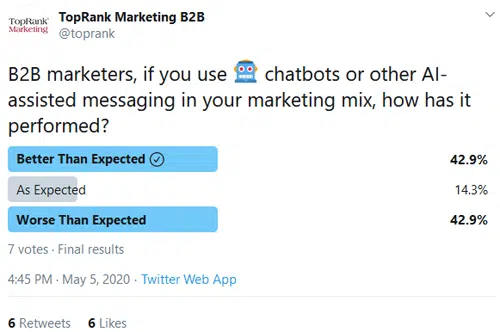 TopRank Marketing B2B
TopRank
Marketing
@toprank
B2B marketers, if you use 🤖 chatbots or other AI-
assisted messaging in your marketing mix, how has it
performed?
Better Than Expected 42.9%
As Expected 14.3%
Worse Than Expected 42.9%
7 votes · Final results
4:45 PM · May 5, 2020 · Twitter Web App
6 Retweets 6 Likes